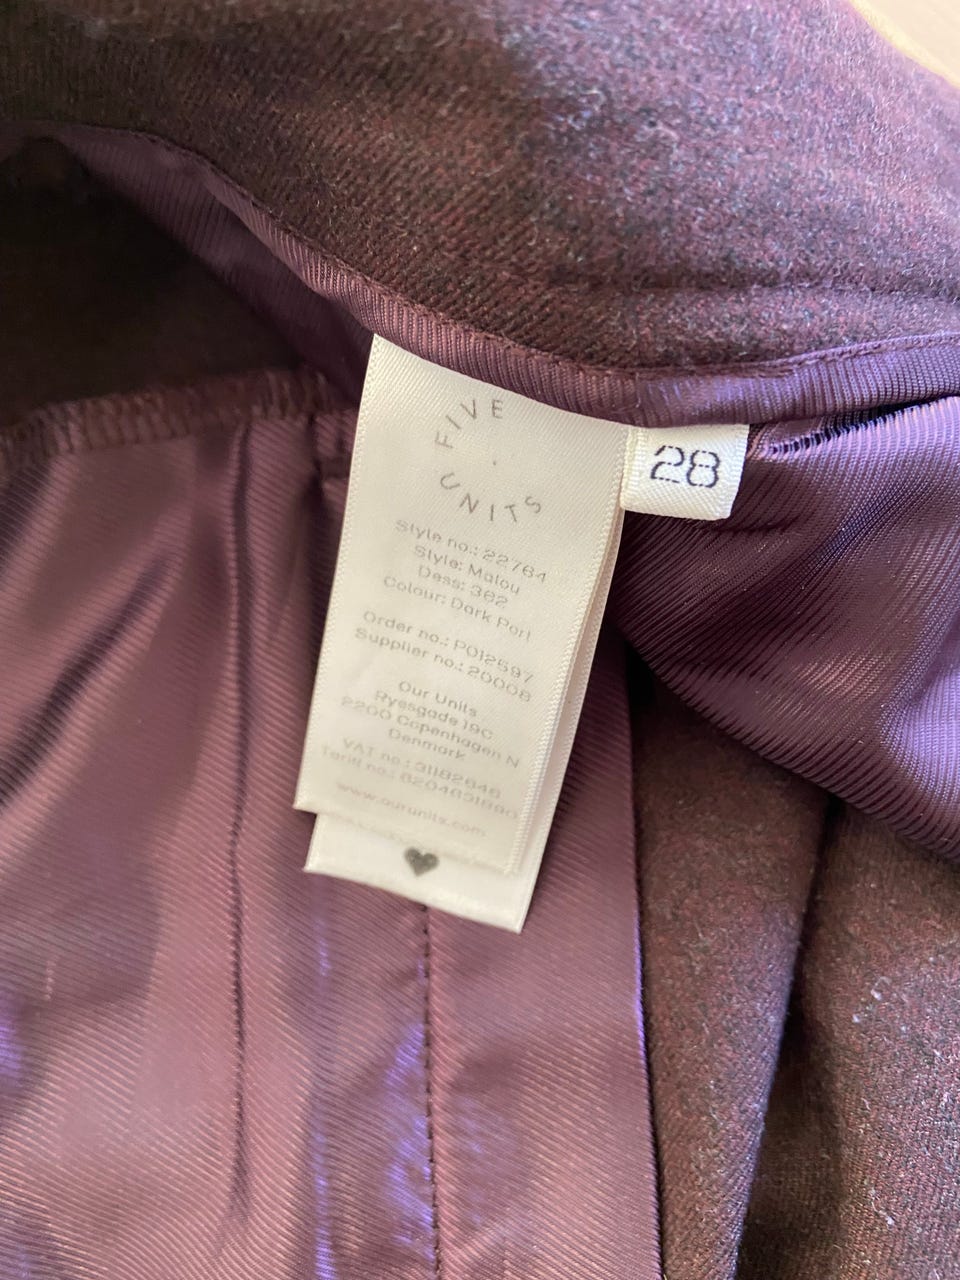 FIVE
UNITS
28
Style no.: 22764
Style: Malou
Dess: 362
Colour: Dark Port
Order no.: PO12597
Supplier no.: 20008
Our Units
Ryesgade 19C
2200 Copenhagen N
Denmark
VAT no.: 31182646
Tariff no.:
www.ourunits.com